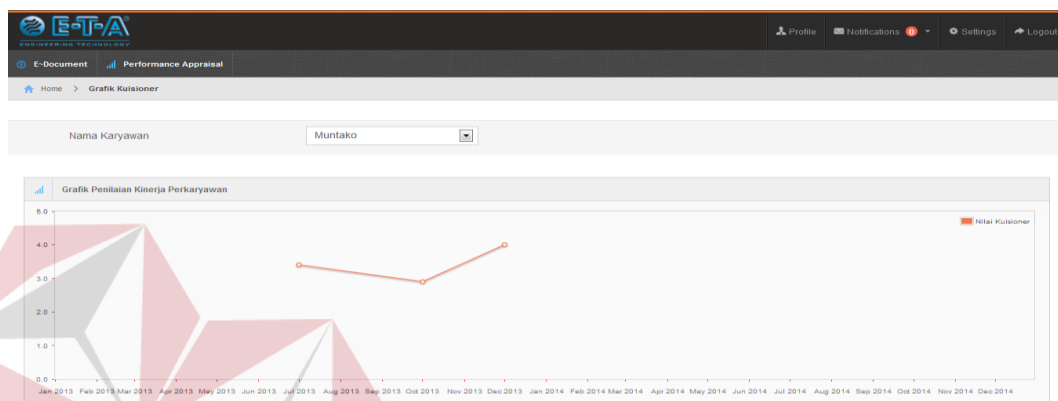 E-T-A®
ENGINEERING TECHNOLOGY
Profile Notifications 0 Settings Logout
E-Document Performance Appraisal
Home > Grafik Kuisioner
Nama Karyawan Muntako
Grafik Penilaian Kinerja Perkaryawan
5.0
Nilai Kuisioner
4.0
3.0
2.0
1.0
0.0
Jan 2013 Feb 2013 Mar 2013 Apr 2013 May 2013 Jun 2013 Jul 2013 Aug 2013 Sep 2013 Oct 2013 Nov 2013 Dec 2013 Jan 2014 Feb 2014 Mar 2014 Apr 2014 May 2014 Jun 2014 Jul 2014 Aug 2014 Sep 2014 Oct 2014 Nov 2014 Dec 2014